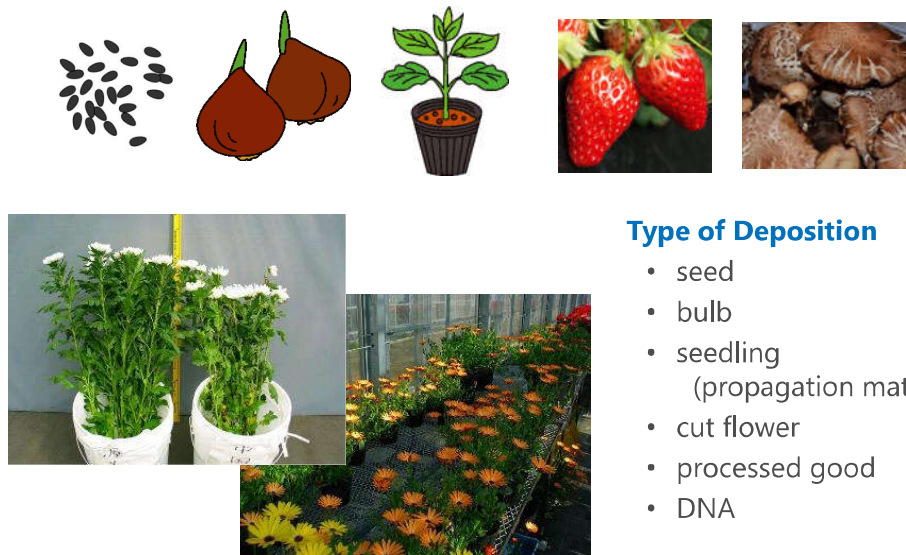 Type of Deposition
• seed
• bulb
• seedling
(propagation mat
• cut flower
• processed good
• DNA